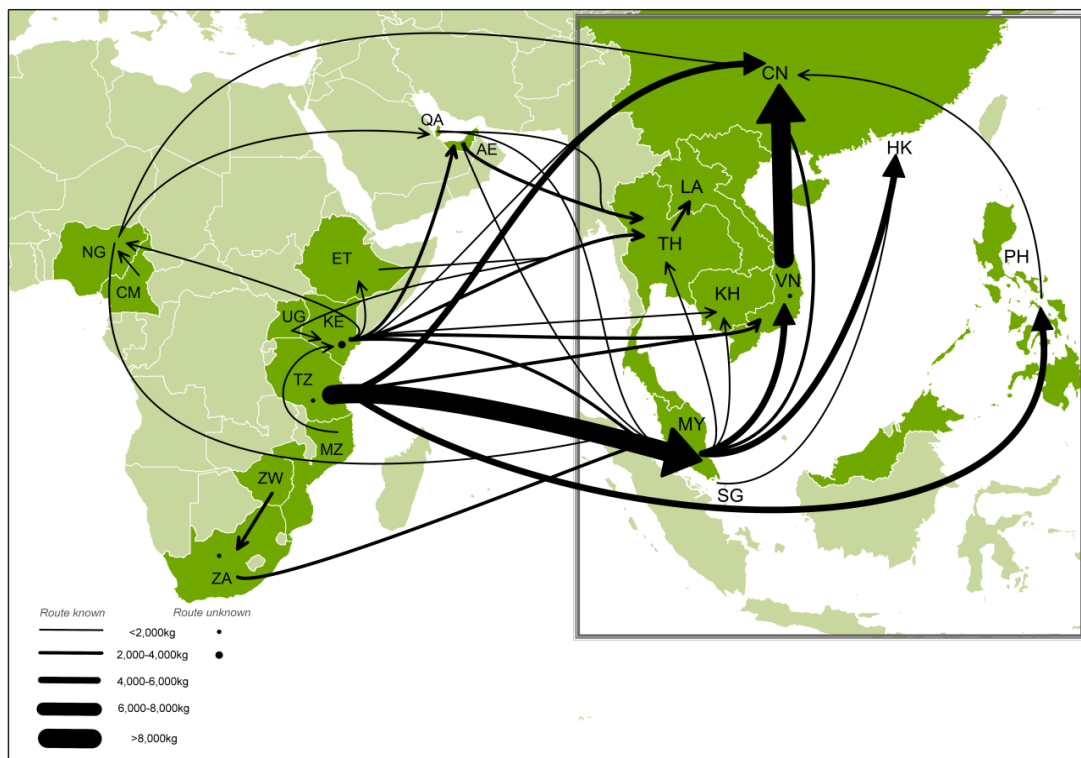 CN
QA
AE
HK
LA
NG
TH
ET
PH
CM
KH
VN
UG
KE
TZ
MY
MZ
ZW
SG
ZA
Route known
Route unknown
<2,000kg
2,000-4,000kg
4,000-6,000kg
6,000-8,000kg
>8,000kg